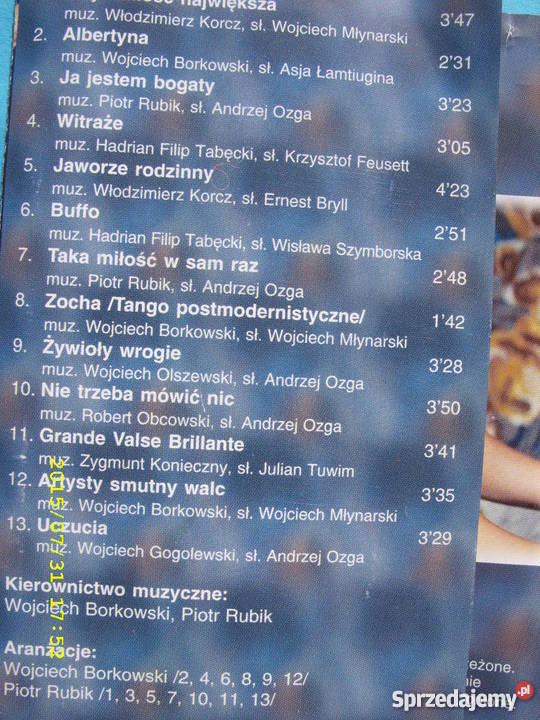 największa
muz. Włodzimierz Korcz, sł. Wojciech Młynarski 3'47
2. Albertyna
muz. Wojciech Borkowski, sł. Asja Łamtiugina 2'31
3. Ja jestem bogaty
muz. Piotr Rubik, sł. Andrzej Ozga 3'23
4. Witraże
muz. Hadrian Filip Tabęcki, sł. Krzysztof Feusett 3'05
5. Jaworze rodzinny
muz. Włodzimierz Korcz, sł. Ernest Bryll 4'23
6. Buffo
muz. Hadrian Filip Tabęcki, sł. Wisława Szymborska 2'51
7. Taka miłość w sam raz
muz. Piotr Rubik, sł. Andrzej Ozga 2'48
8. Zocha /Tango postmodernistyczne/
muz. Wojciech Borkowski, sł. Wojciech Młynarski 1'42
9. Żywioły wrogie
muz. Wojciech Olszewski, sł. Andrzej Ozga 3'28
10. Nie trzeba mówić nic
muz. Robert Obcowski, sł. Andrzej Ozga 3'50
11. Grande Valse Brillante
muz. Zygmunt Konieczny, sł. Julian Tuwim 3'41
12. Artysty smutny walc
muz. Wojciech Borkowski, sł. Wojciech Młynarski 3'35
13. Uczucia
muz. Wojciech Gogolewski, sł. Andrzej Ozga 3'29
Kierownictwo muzyczne:
Wojciech Borkowski, Piotr Rubik
Aranżacje:
Wojciech Borkowski /2, 4, 6, 8, 9, 12/
Piotr Rubik /1, 3, 5, 7, 10, 11, 13/
2015/07/31 17:52
Sprzedajemy.pl